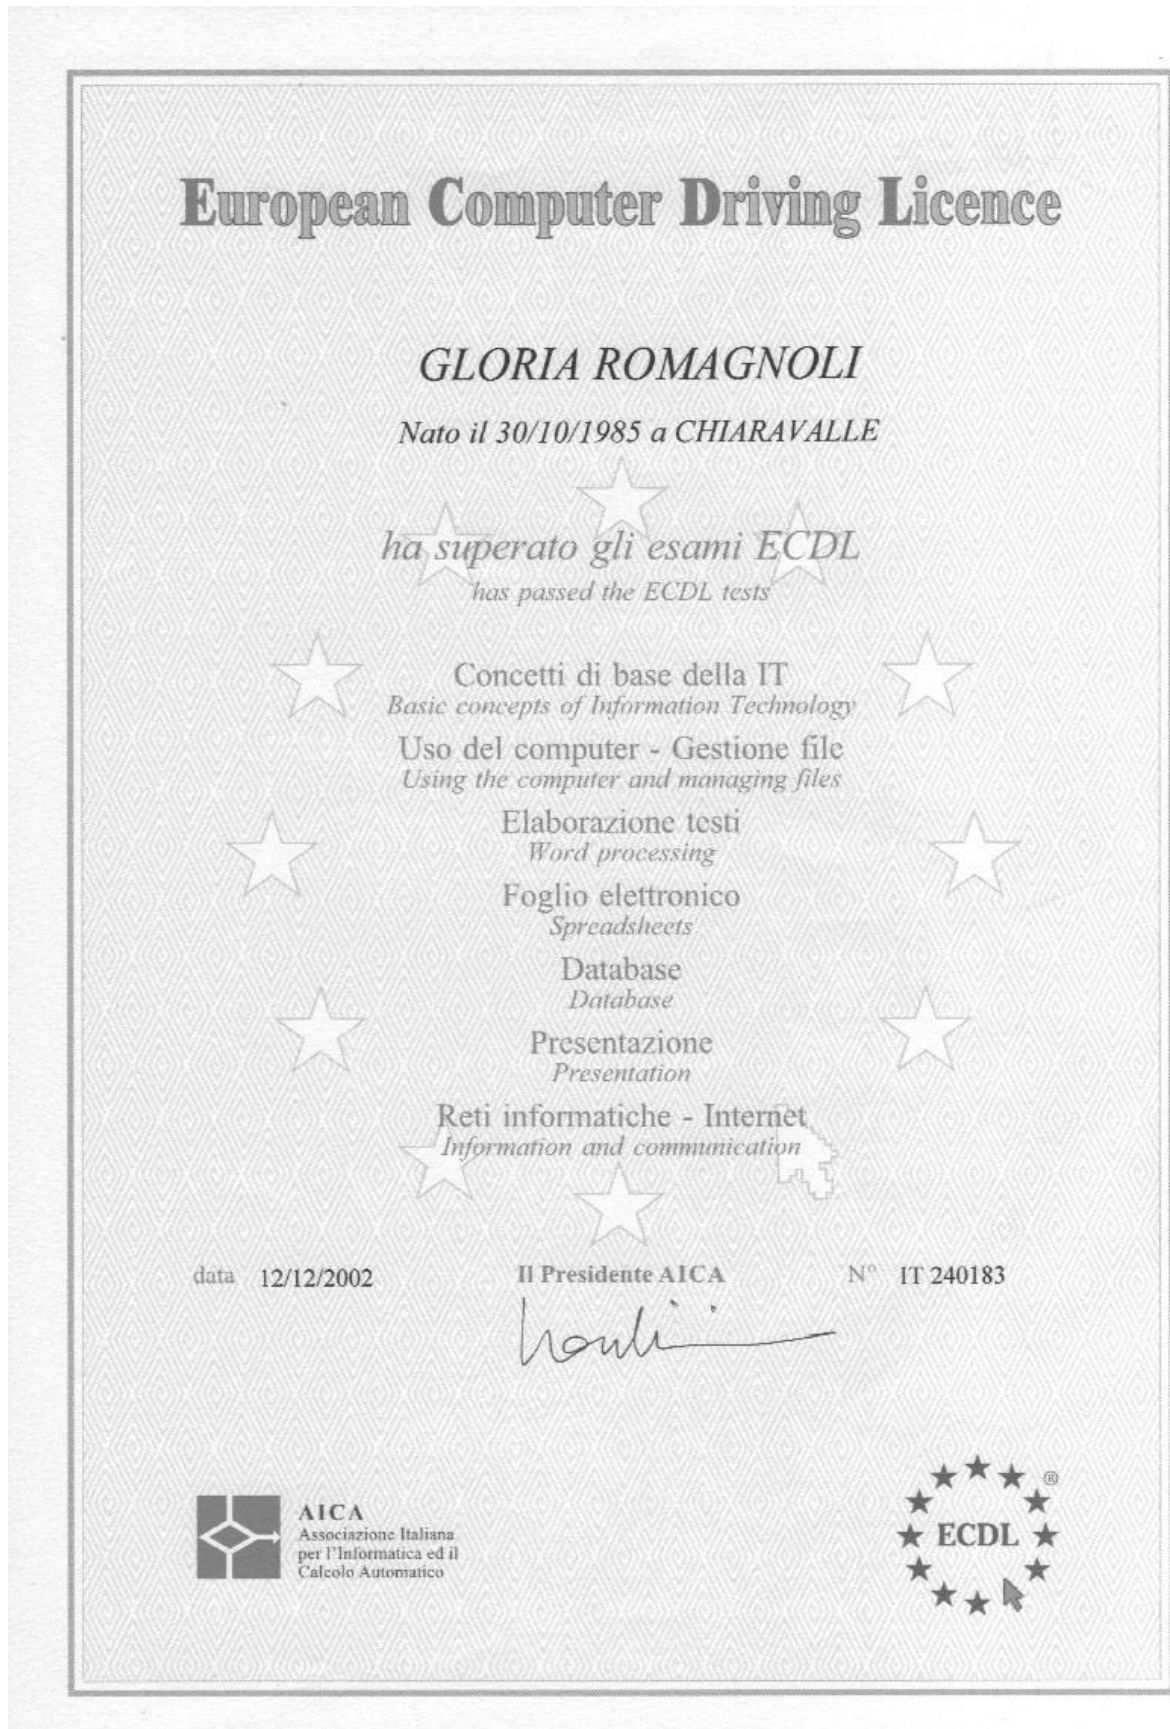 European Computer Driving Licence
GLORIA ROMAGNOLI
Nato il 30/10/1985 a CHIARAVALLE
ha superato gli esami ECDL
has passed the ECDL tests
Concetti di base della IT
Basic concepts of Information Technology
Uso del computer - Gestione file
Using the computer and managing files
Elaborazione testi
Word processing
Foglio elettronico
Spreadsheets
Database
Database
Presentazione
Presentation
Reti informatiche - Internet
Information and communication
data 12/12/2002 Il Presidente AICA N° IT 240183
AICA
Associazione Italiana
per l'Informatica ed il
Calcolo Automatico
ECDL ®